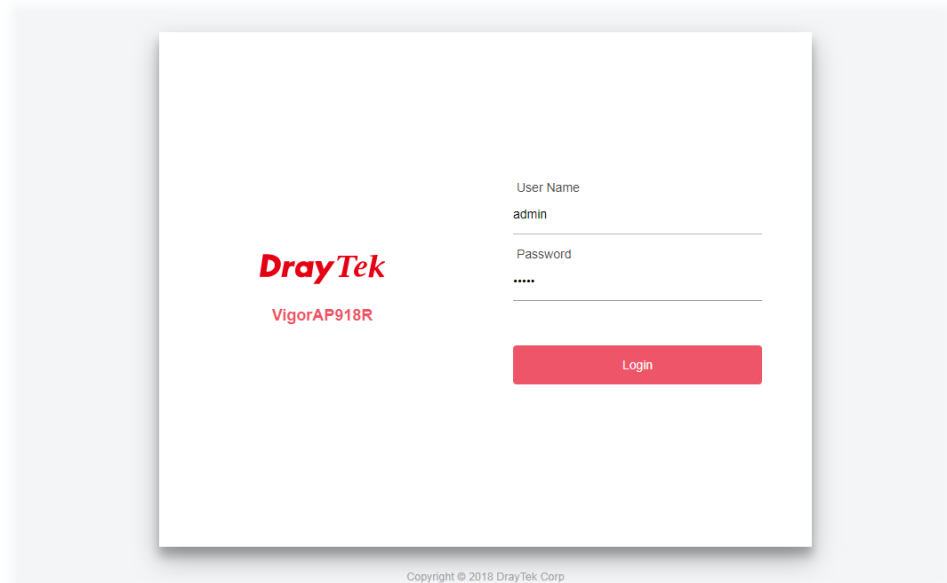 DrayTek
VigorAP918R
User Name
admin
Password
•••••
Login
Copyright © 2018 DrayTek Corp